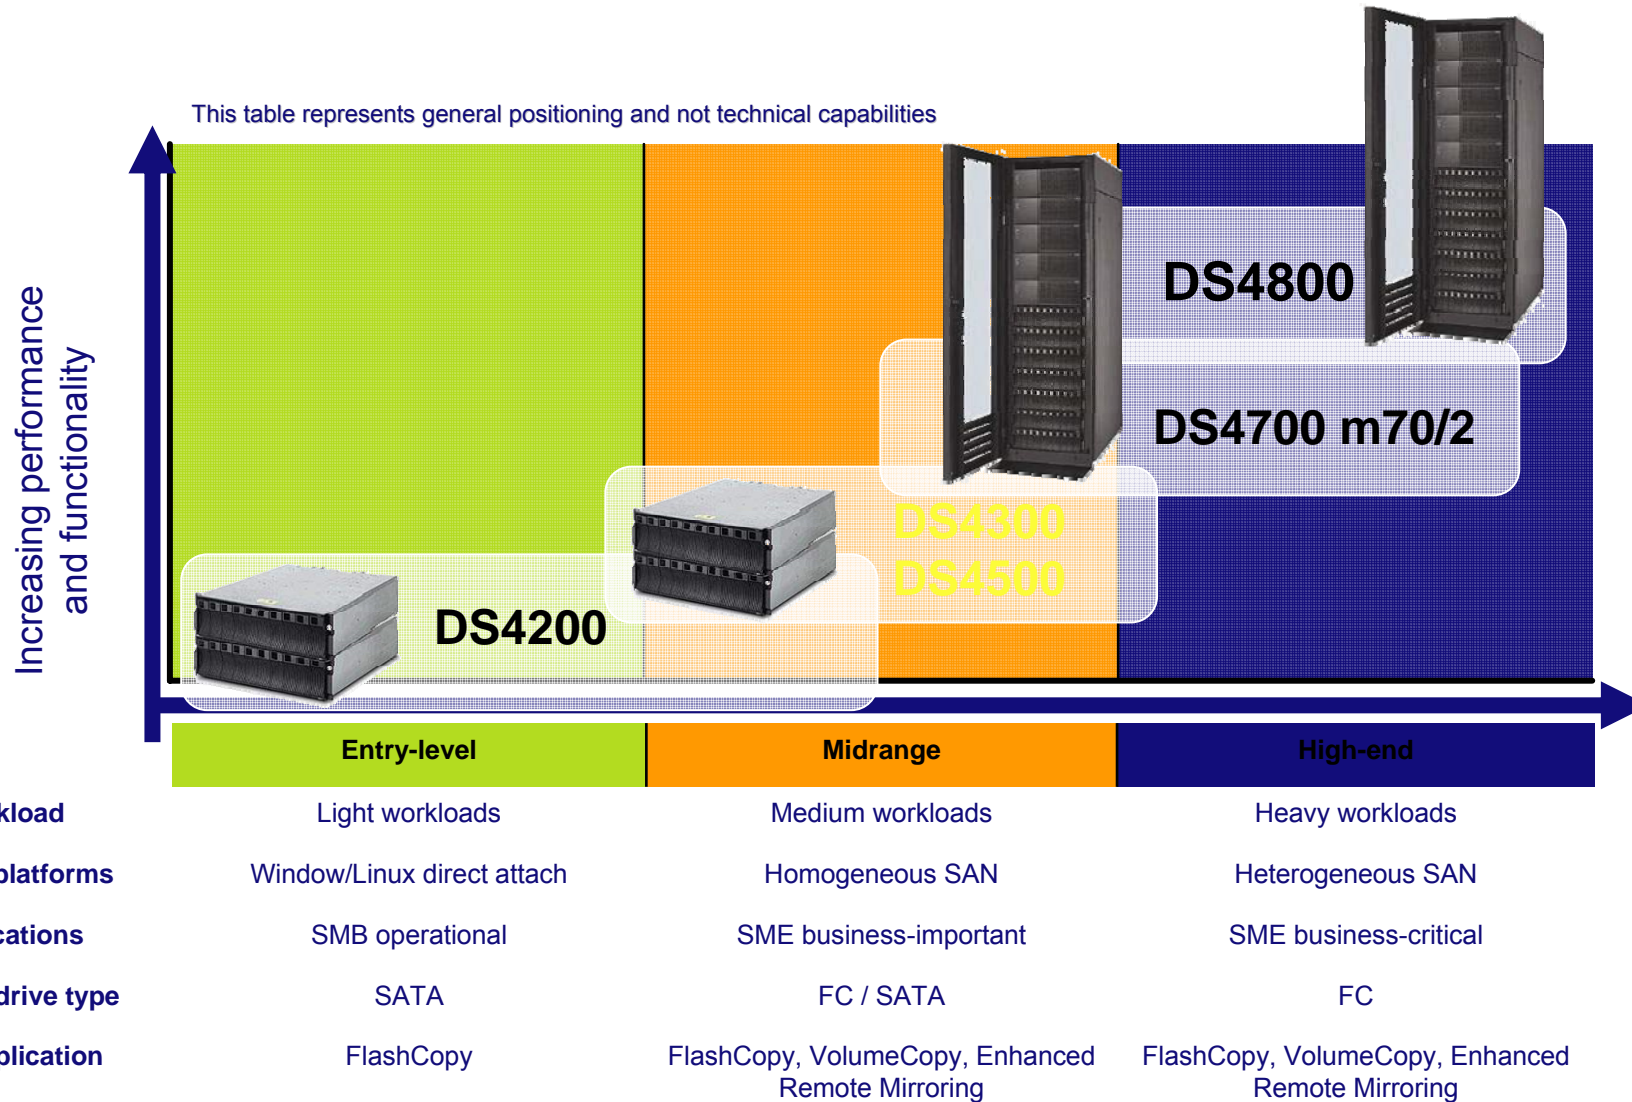 This table represents general positioning and not technical capabilities
Increasing performance
and functionality
DS4800
DS4700 m70/2
DS4300
DS4500
DS4200
Entry-level Midrange High-end
kload Light workloads Medium workloads Heavy workloads
platforms Window/Linux direct attach Homogeneous SAN Heterogeneous SAN
cations SMB operational SME business-important SME business-critical
drive type SATA FC / SATA FC
plication FlashCopy FlashCopy, VolumeCopy, Enhanced FlashCopy, VolumeCopy, Enhanced
Remote Mirroring Remote Mirroring